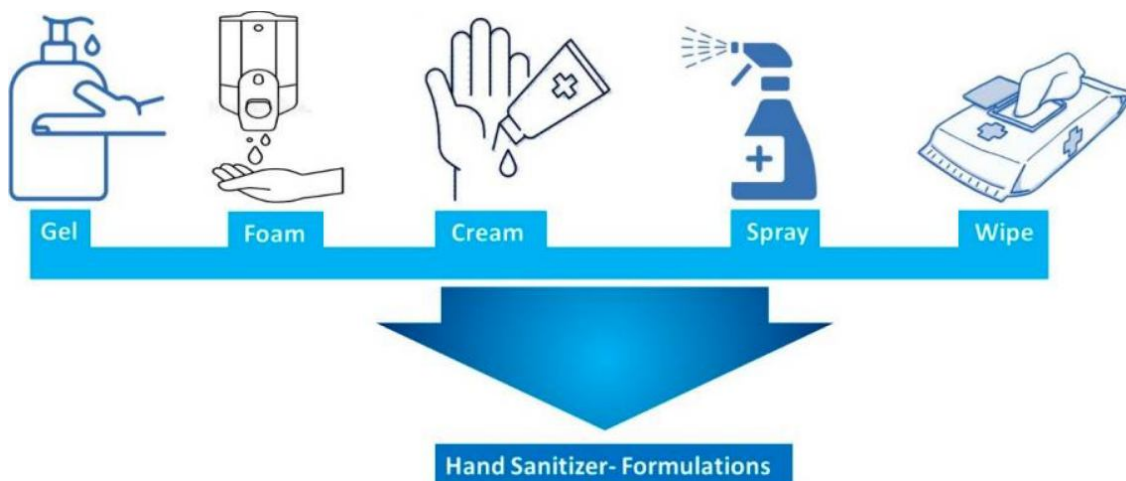 Gel
Foam
Cream
Spray
Wipe
Hand Sanitizer- Formulations